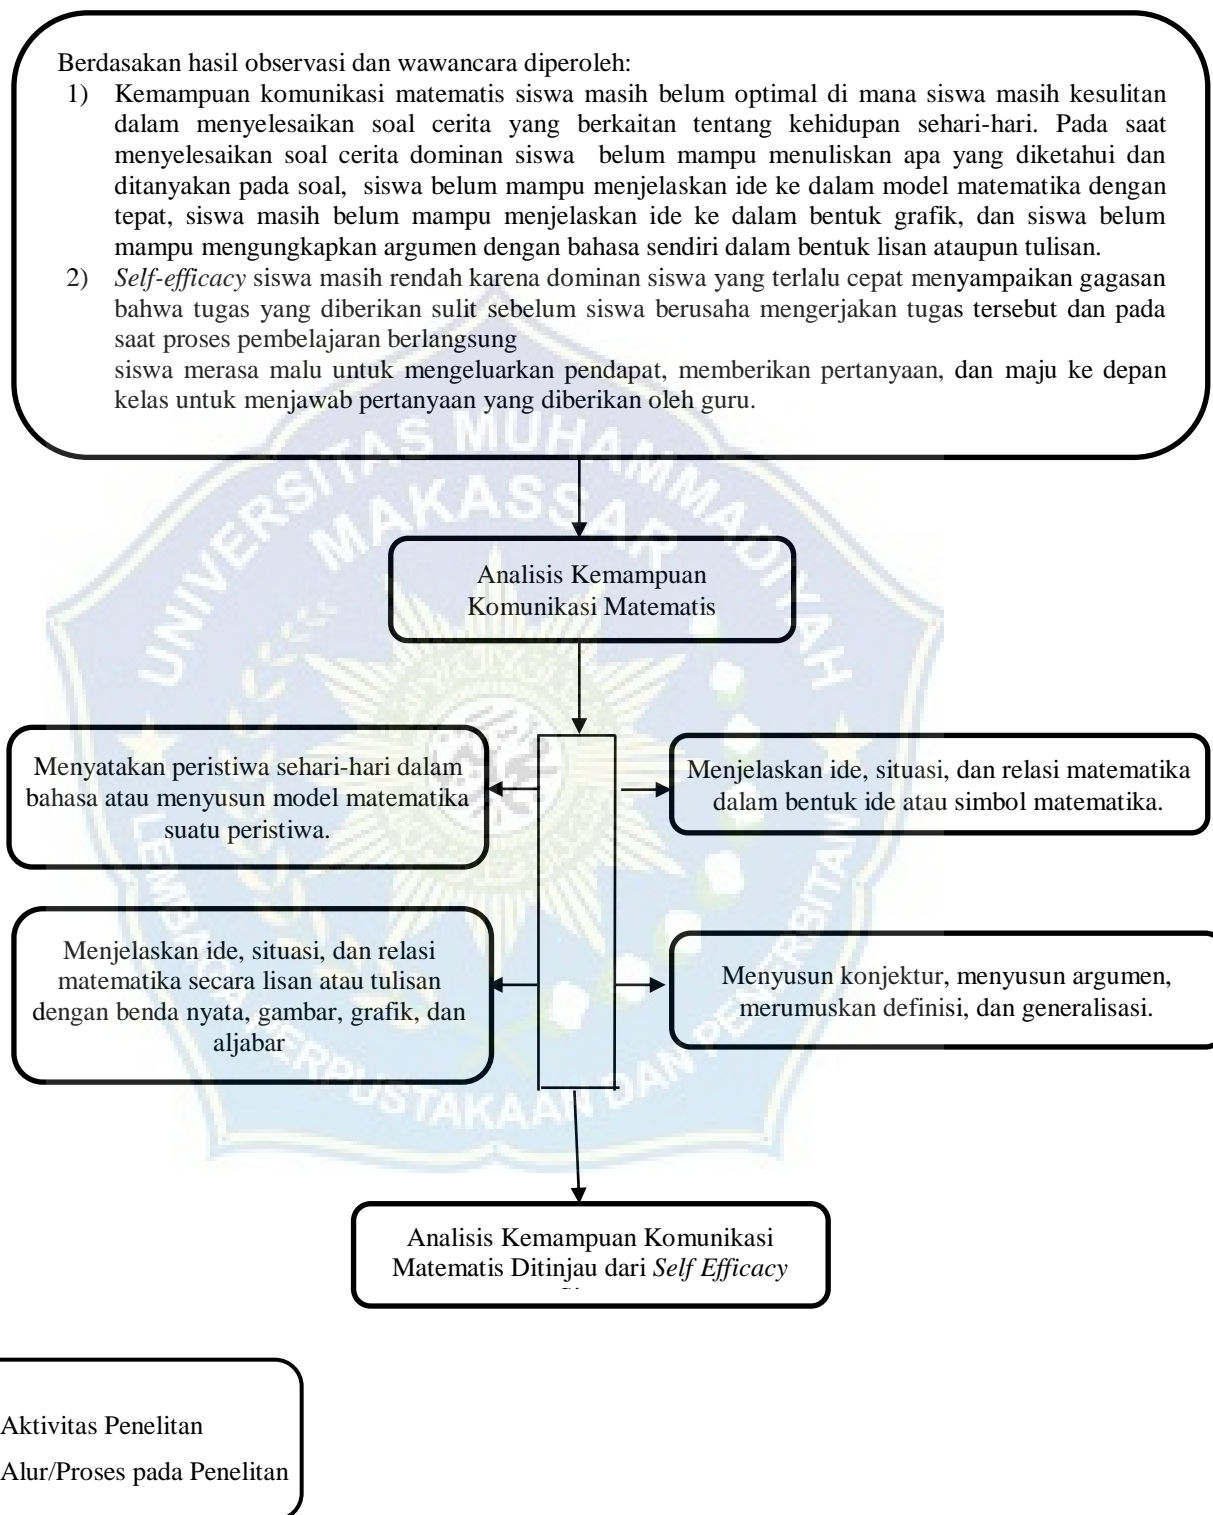 Berdasakan hasil observasi dan wawancara diperoleh:
1) Kemampuan komunikasi matematis siswa masih belum optimal di mana siswa masih kesulitan
dalam menyelesaikan soal cerita yang berkaitan tentang kehidupan sehari-hari. Pada saat
menyelesaikan soal cerita dominan siswa belum mampu menuliskan apa yang diketahui dan
ditanyakan pada soal, siswa belum mampu menjelaskan ide ke dalam model matematika dengan
tepat, siswa masih belum mampu menjelaskan ide ke dalam bentuk grafik, dan siswa belum
mampu mengungkapkan argumen dengan bahasa sendiri dalam bentuk lisan ataupun tulisan.
2) Self-efficacy siswa masih rendah karena dominan siswa yang terlalu cepat menyampaikan gagasan
bahwa tugas yang diberikan sulit sebelum siswa berusaha mengerjakan tugas tersebut dan pada
saat proses pembelajaran berlangsung
siswa merasa malu untuk mengeluarkan pendapat, memberikan pertanyaan, dan maju ke depan
kelas untuk menjawab pertanyaan yang diberikan oleh guru.
UNIVERSITAS MUHAMMADIYAH
MAKASSAR
Analisis Kemampuan
Komunikasi Matematis
Menyatakan peristiwa sehari-hari dalam
bahasa atau menyusun model matematika
suatu peristiwa.
Menjelaskan ide, situasi, dan relasi matematika
dalam bentuk ide atau simbol matematika.
Menjelaskan ide, situasi, dan relasi
matematika secara lisan atau tulisan
dengan benda nyata, gambar, grafik, dan
aljabar
Menyusun konjektur, menyusun argumen,
merumuskan definisi, dan generalisasi.
LEMBAGA PERPUSTAKAAN DAN PENERBITAN
Analisis Kemampuan Komunikasi
Matematis Ditinjau dari Self Efficacy
Aktivitas Penelitan
Alur/Proses pada Penelitan